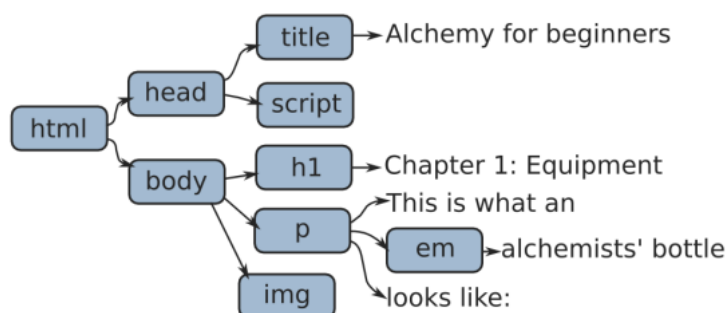 title
Alchemy for beginners
head
script
html
h1
Chapter 1: Equipment
body
This is what an
p
em
alchemists' bottle
img
looks like: